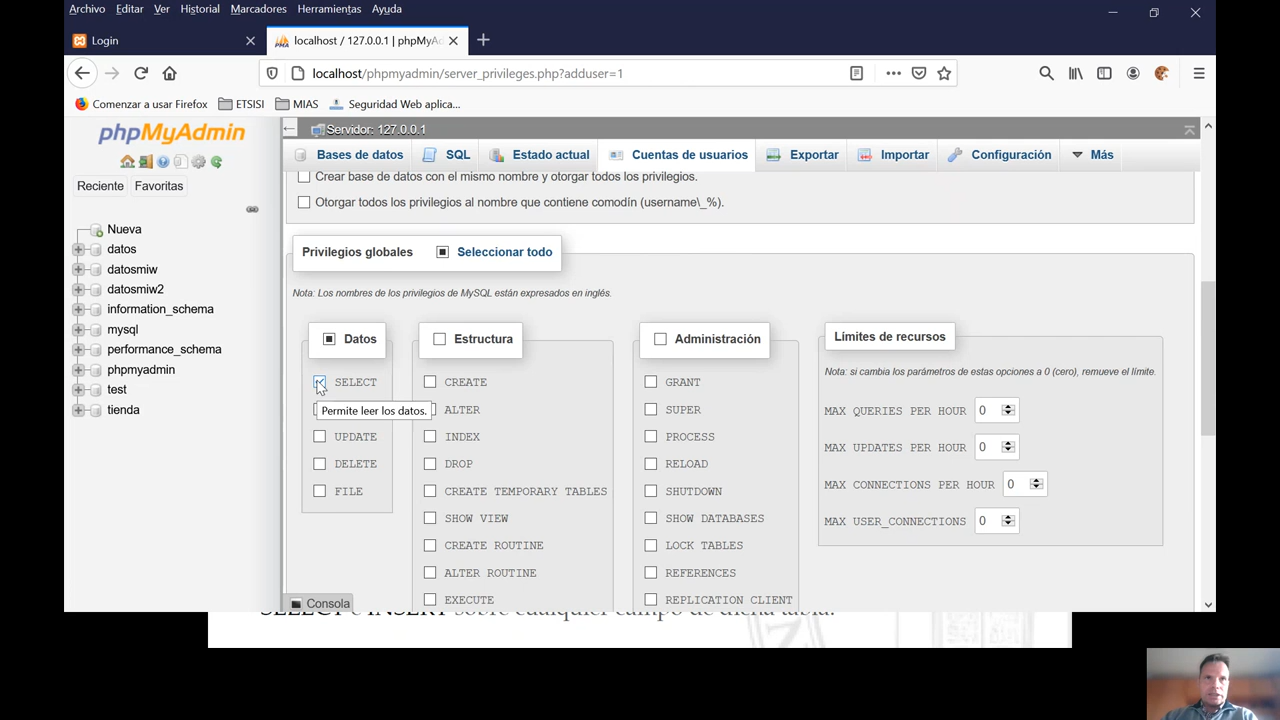 Archivo Editar Ver Historial Marcadores Herramientas Ayuda
Login
localhost / 127.0.0.1 | phpMyAd
localhost/phpmyadmin/server_privileges.php?adduser=1
Comenzar a usar Firefox ETSISI MIAS Seguridad Web aplica...
phpMyAdmin
Reciente Favoritas
Nueva
datos
datosmiw
datosmiw2
information_schema
mysql
performance_schema
phpmyadmin
test
tienda
Servidor: 127.0.0.1
Bases de datos SQL Estado actual Cuentas de usuarios Exportar Importar Configuración Más
Crear base de datos con el mismo nombre y otorgar todos los privilegios.
Otorgar todos los privilegios al nombre que contiene comodín (username\_%).
Privilegios globales Seleccionar todo
Nota: Los nombres de los privilegios de MySQL están expresados en inglés.
Datos
SELECT
Permite leer los datos.
UPDATE
DELETE
FILE
Estructura
CREATE
ALTER
INDEX
DROP
CREATE TEMPORARY TABLES
SHOW VIEW
CREATE ROUTINE
ALTER ROUTINE
EXECUTE
Administración
GRANT
SUPER
PROCESS
RELOAD
SHUTDOWN
SHOW DATABASES
LOCK TABLES
REFERENCES
REPLICATION CLIENT
Límites de recursos
Nota: si cambia los parámetros de estas opciones a 0 (cero), remueve el límite.
MAX QUERIES PER HOUR 0
MAX UPDATES PER HOUR 0
MAX CONNECTIONS PER HOUR 0
MAX USER_CONNECTIONS 0
Consola
SELECT e INSERT sobre cualquier campo de dicha tabla.